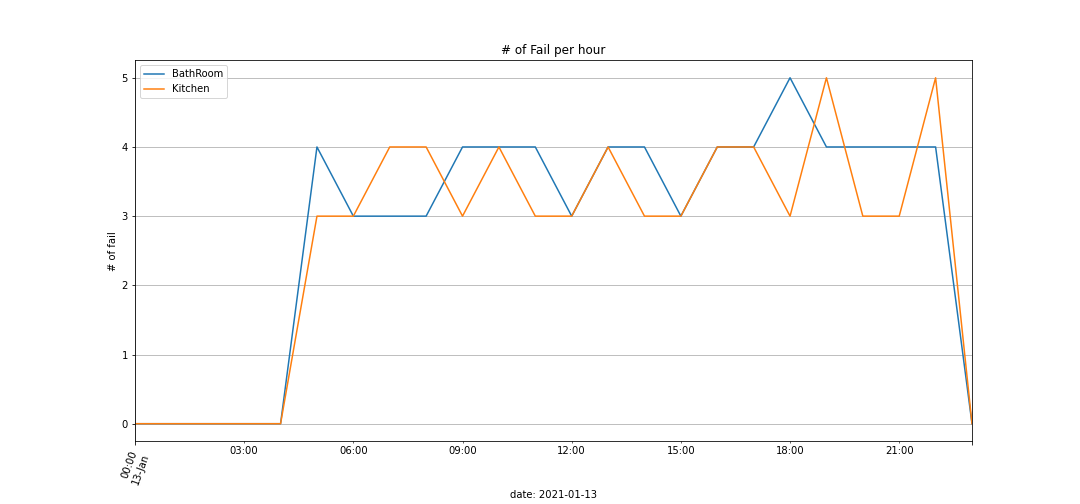 # of Fail per hour
BathRoom
Kitchen
# of fail
5
4
3
2
1
0
00:00
13-Jan
03:00
06:00
09:00
12:00
15:00
18:00
21:00
date: 2021-01-13